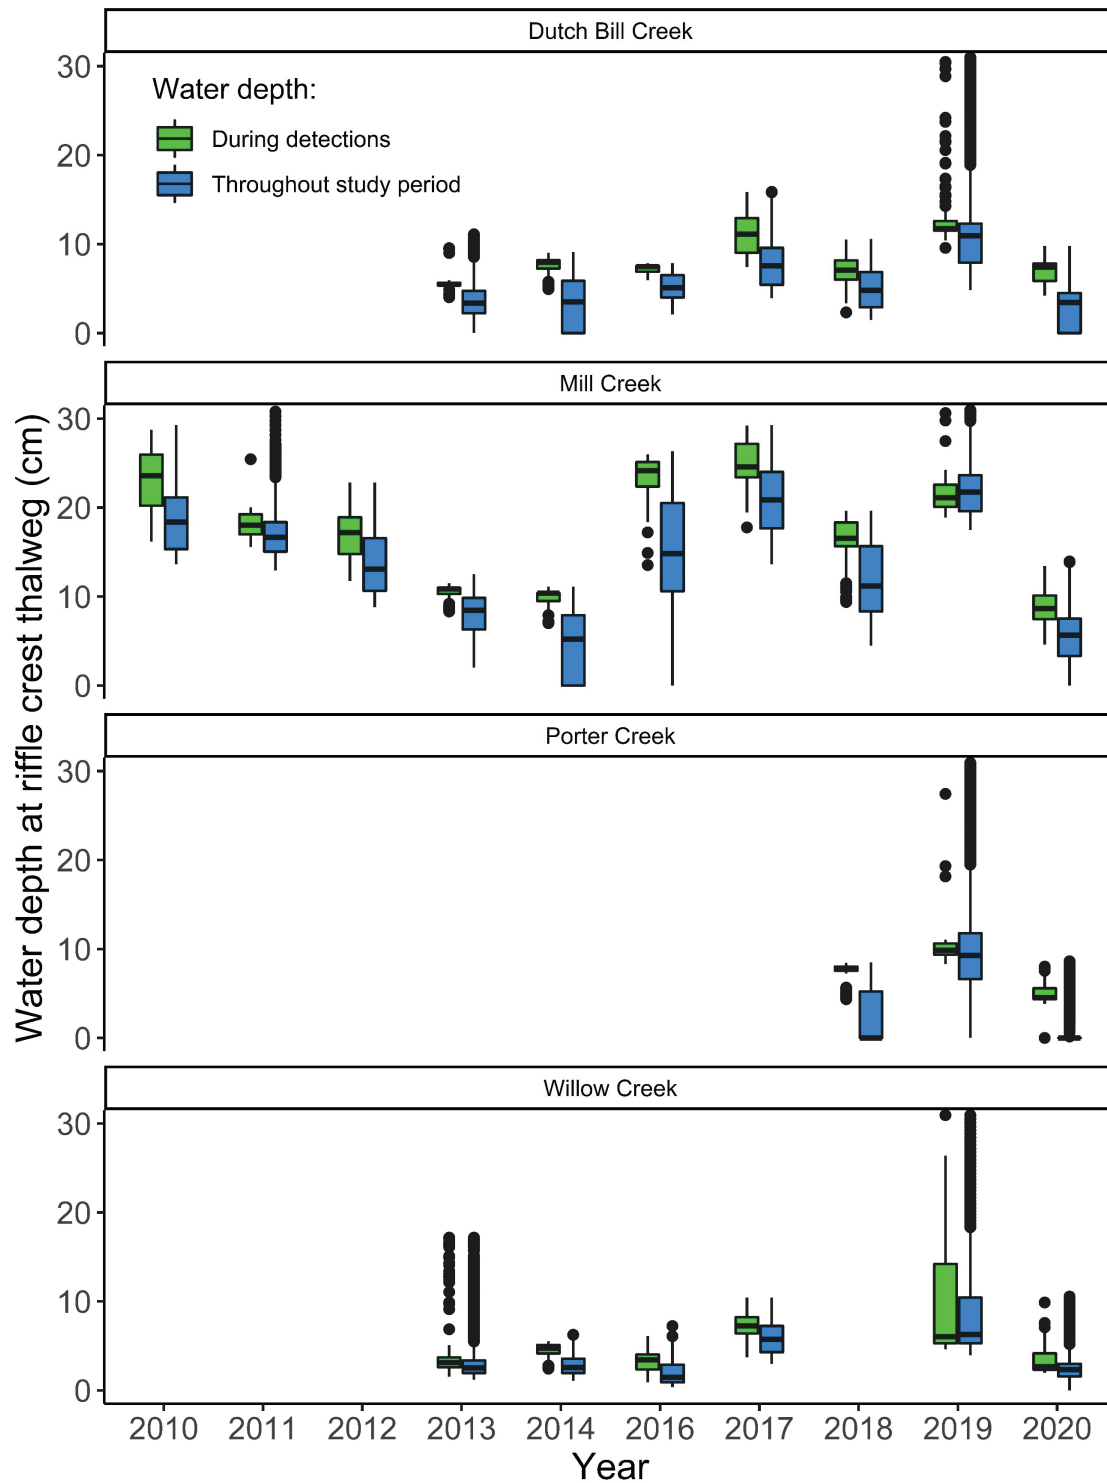 Dutch Bill Creek
Water depth:
During detections
Throughout study period
30
20
10
0
Mill Creek
30
20
10
0
Porter Creek
30
20
10
0
Willow Creek
30
20
10
0
Water depth at riffle crest thalweg (cm)
2010 2011 2012 2013 2014 2016 2017 2018 2019 2020
Year